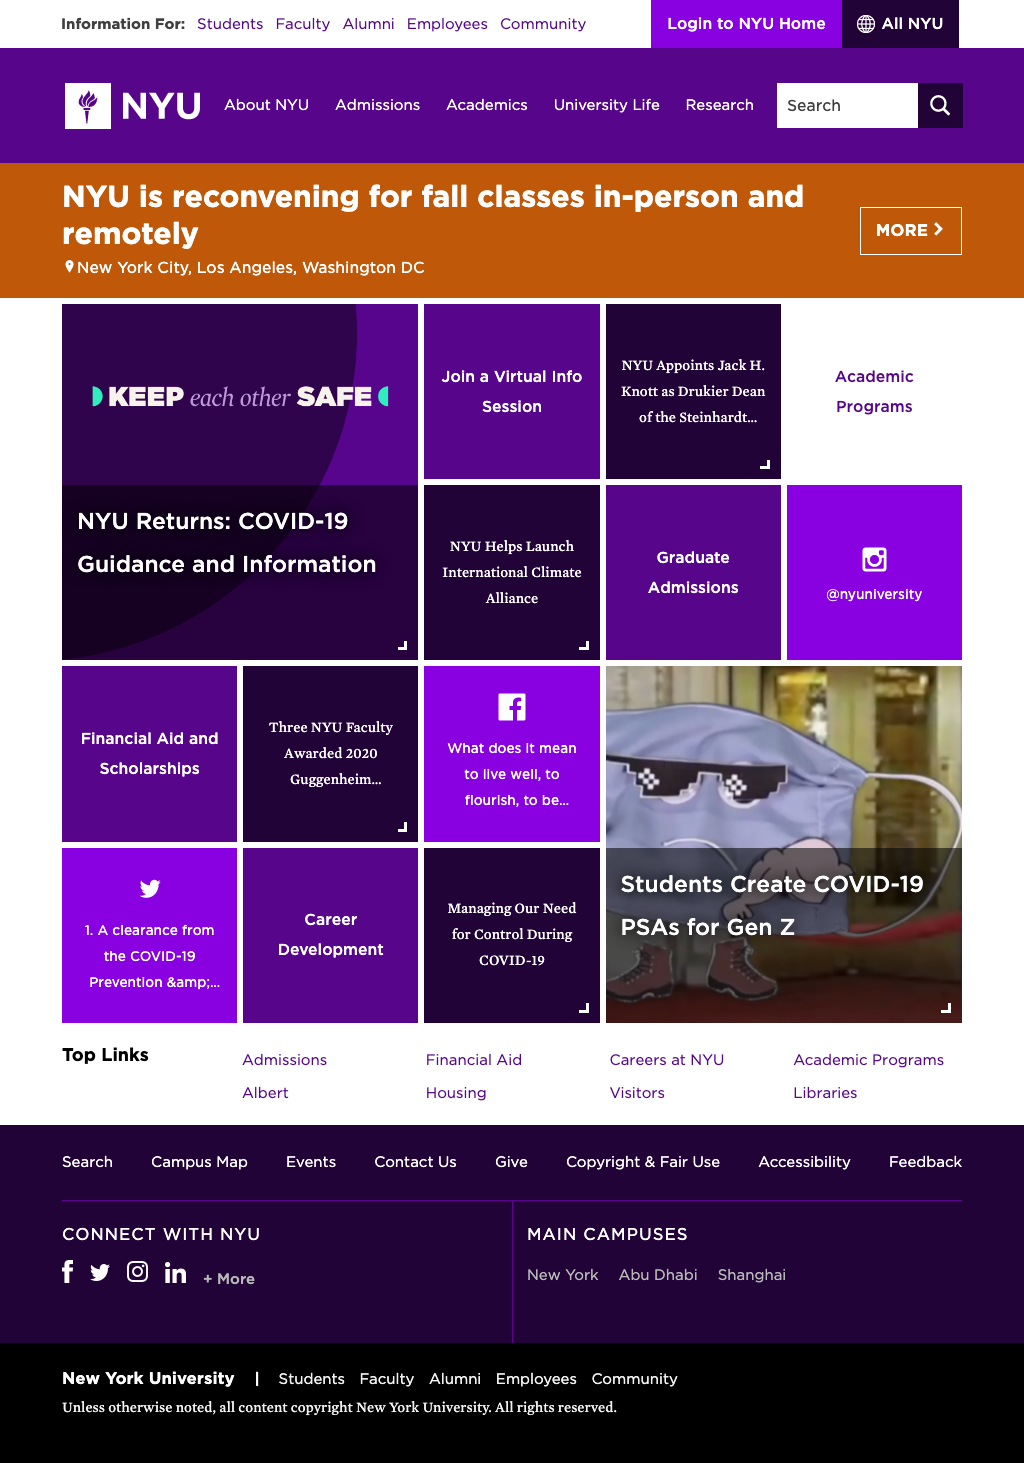 Information For: Students Faculty Alumni Employees Community
Login to NYU Home
All NYU
NYU
About NYU Admissions Academics University Life Research
Search
NYU is reconvening for fall classes in-person and
remotely
New York City, Los Angeles, Washington DC
MORE
KEEP each other SAFE
NYU Returns: COVID-19
Guidance and Information
Join a Virtual Info
Session
NYU Appoints Jack H.
Knott as Drukier Dean
of the Steinhardt...
Academic
Programs
NYU Helps Launch
International Climate
Alliance
Graduate
Admissions
@nyuniversity
Financial Aid and
Scholarships
Three NYU Faculty
Awarded 2020
Guggenheim...
What does it mean
to live well, to
flourish, to be...
Students Create COVID-19
PSAs for Gen Z
1. A clearance from
the COVID-19
Prevention &amp;...
Career
Development
Managing Our Need
for Control During
COVID-19
Top Links
Admissions Financial Aid Careers at NYU Academic Programs
Albert Housing Visitors Libraries
Search Campus Map Events Contact Us Give Copyright & Fair Use Accessibility Feedback
CONNECT WITH NYU
+ More
MAIN CAMPUSES
New York Abu Dhabi Shanghai
New York University | Students Faculty Alumni Employees Community
Unless otherwise noted, all content copyright New York University. All rights reserved.